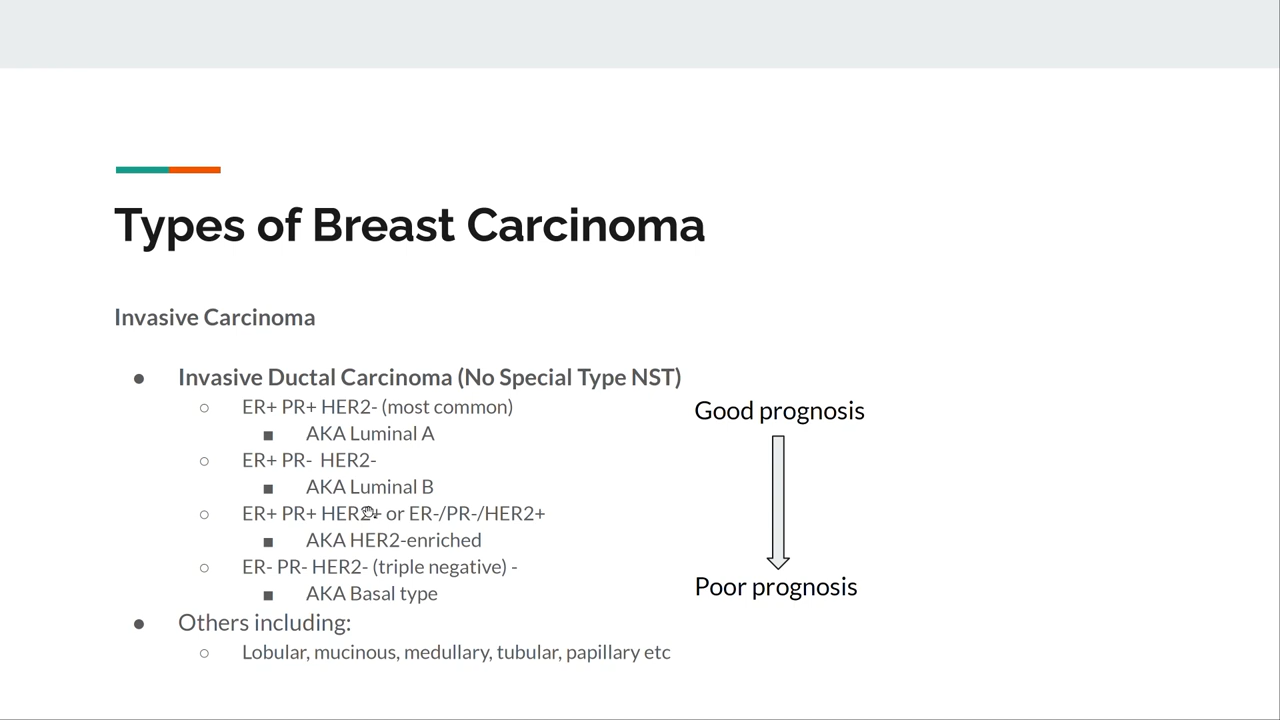 Types of Breast Carcinoma
Invasive Carcinoma
● Invasive Ductal Carcinoma (No Special Type NST)
○ ER+ PR+ HER2- (most common)
■ AKA Luminal A
○ ER+ PR- HER2-
■ AKA Luminal B
○ ER+ PR+ HER2+ or ER-/PR-/HER2+
■ AKA HER2-enriched
○ ER- PR- HER2- (triple negative) -
■ AKA Basal type
● Others including:
○ Lobular, mucinous, medullary, tubular, papillary etc
Good prognosis
Poor prognosis